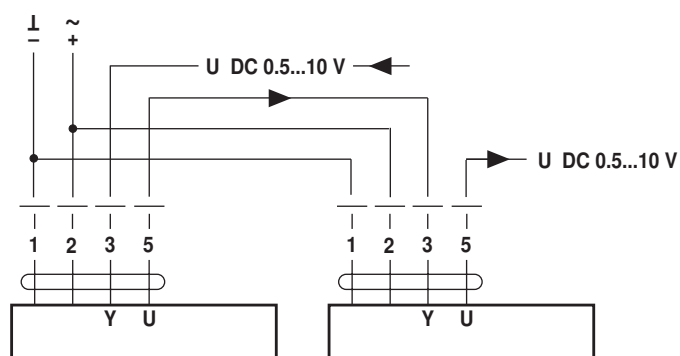 ⊥ ~
– +
U DC 0.5...10 V
U DC 0.5...10 V
1 2 3 5 1 2 3 5
Y U Y U